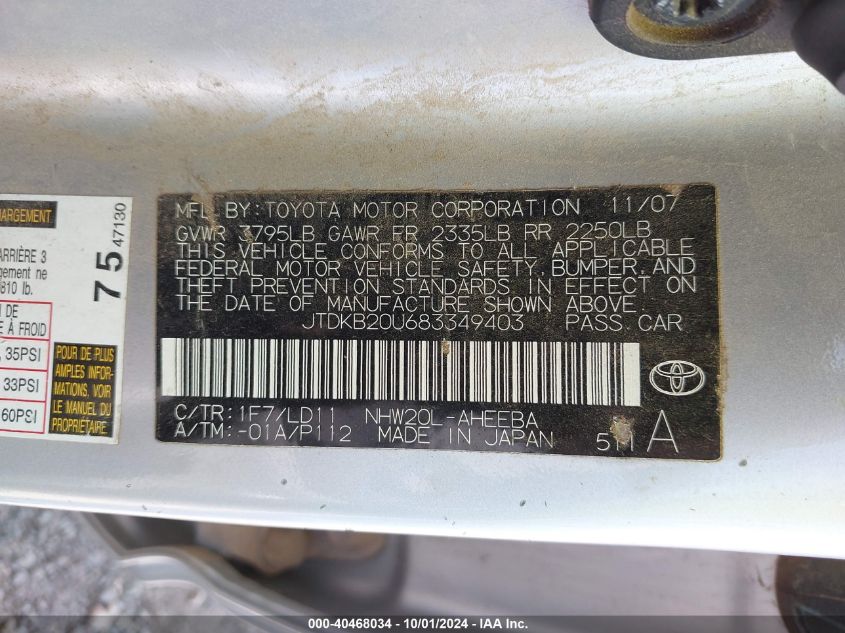 HARGEMENT
75
47130
ARRIÈRE 3
gement ne
810 lb.
DE
E À FROID
35PSI
33PSI
60PSI
POUR DE PLUS
AMPLES INFOR-
MATIONS, VOIR
LE MANUEL DU
PROPRIÉTAIRE.
MFD. BY: TOYOTA MOTOR CORPORATION 11/07
GVWR 3795LB GAWR FR 2335LB RR 2250LB
THIS VEHICLE CONFORMS TO ALL APPLICABLE
FEDERAL MOTOR VEHICLE SAFETY, BUMPER, AND
THEFT PREVENTION STANDARDS IN EFFECT ON
THE DATE OF MANUFACTURE SHOWN ABOVE.
JTDKB20U683349403 PASS. CAR
C/TR: 1F7/LD11 NHW20L-AHEEBA
A/TM: -01A/P112 MADE IN JAPAN 511 A
000-40468034 - 10/01/2024 - IAA Inc.